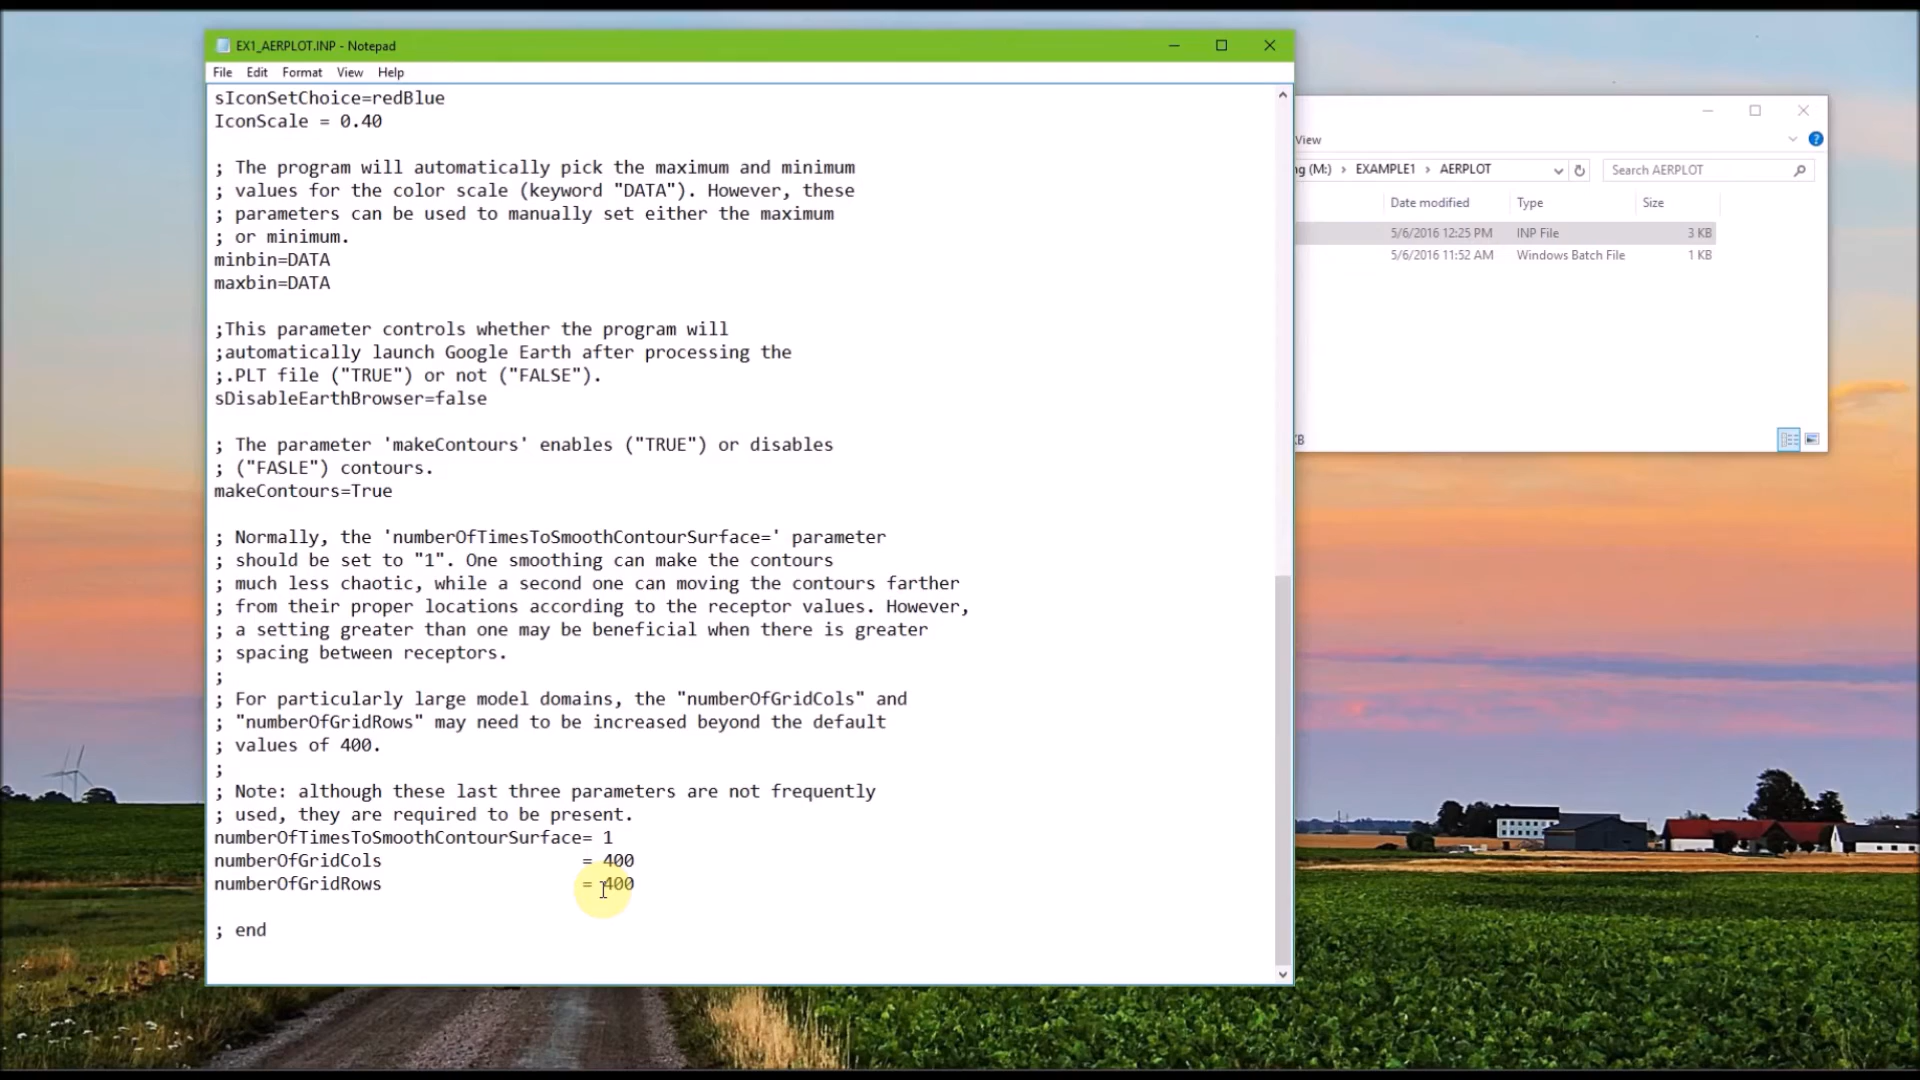 EX1_AERPLOT.INP - Notepad
File Edit Format View Help
sIconSetChoice=redBlue
IconScale = 0.40
; The program will automatically pick the maximum and minimum
; values for the color scale (keyword "DATA"). However, these
; parameters can be used to manually set either the maximum
; or minimum.
minbin=DATA
maxbin=DATA
;This parameter controls whether the program will
;automatically launch Google Earth after processing the
;.PLT file ("TRUE") or not ("FALSE").
sDisableEarthBrowser=false
; The parameter 'makeContours' enables ("TRUE") or disables
; ("FASLE") contours.
makeContours=True
; Normally, the 'numberOfTimesToSmoothContourSurface=' parameter
; should be set to "1". One smoothing can make the contours
; much less chaotic, while a second one can moving the contours farther
; from their proper locations according to the receptor values. However,
; a setting greater than one may be beneficial when there is greater
; spacing between receptors.
;
; For particularly large model domains, the "numberOfGridCols" and
; "numberOfGridRows" may need to be increased beyond the default
; values of 400.
;
; Note: although these last three parameters are not frequently
; used, they are required to be present.
numberOfTimesToSmoothContourSurface= 1
numberOfGridCols = 400
numberOfGridRows = 400
; end
View
ng (M:) > EXAMPLE1 > AERPLOT
Search AERPLOT
Date modified Type Size
5/6/2016 12:25 PM INP File 3 KB
5/6/2016 11:52 AM Windows Batch File 1 KB
KB